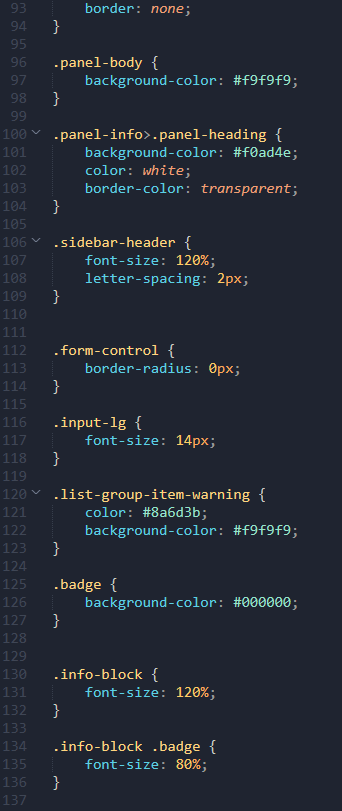 93 border: none;
94 }
95
96 .panel-body {
97 background-color: #f9f9f9;
98 }
99
100 .panel-info>.panel-heading {
101 background-color: #f0ad4e;
102 color: white;
103 border-color: transparent;
104 }
105
106 .sidebar-header {
107 font-size: 120%;
108 letter-spacing: 2px;
109 }
110
111
112 .form-control {
113 border-radius: 0px;
114 }
115
116 .input-lg {
117 font-size: 14px;
118 }
119
120 .list-group-item-warning {
121 color: #8a6d3b;
122 background-color: #f9f9f9;
123 }
124
125 .badge {
126 background-color: #000000;
127 }
128
129
130 .info-block {
131 font-size: 120%;
132 }
133
134 .info-block .badge {
135 font-size: 80%;
136 }
137